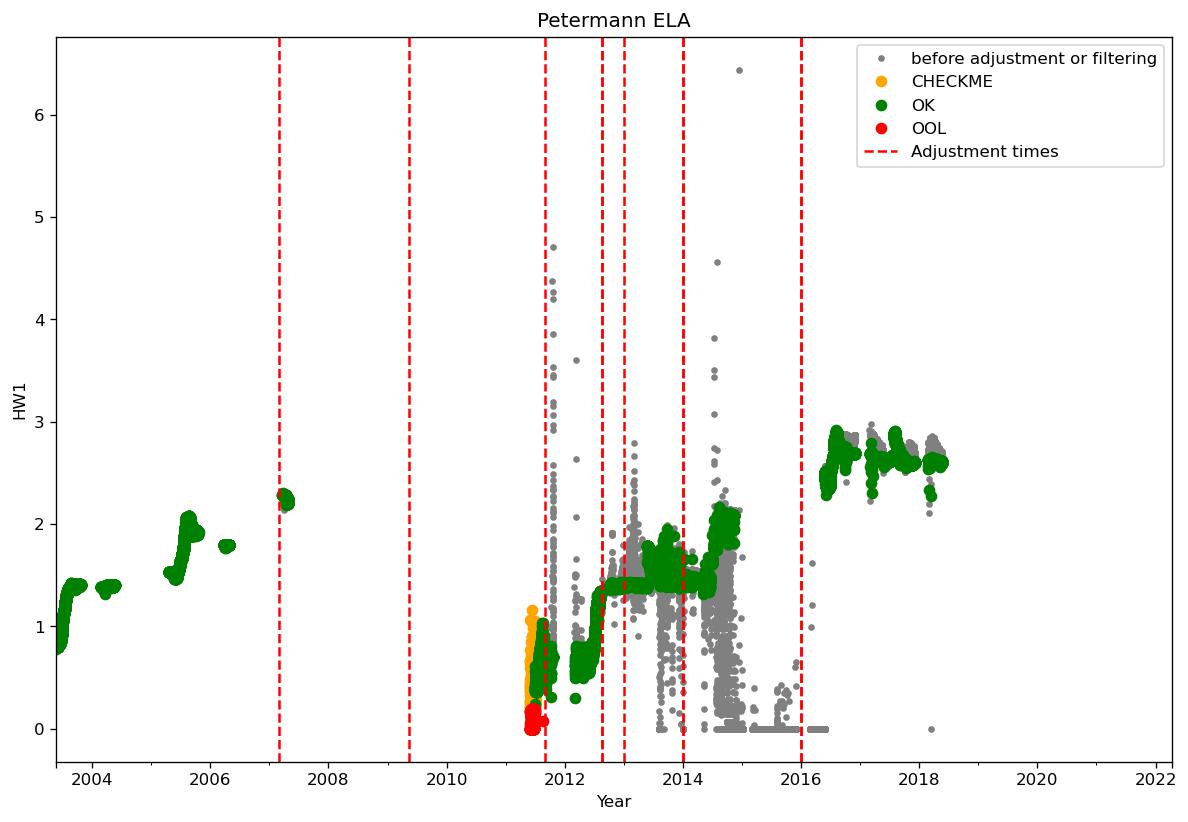 Petermann ELA
before adjustment or filtering
CHECKME
OK
OOL
Adjustment times
HW1
6
5
4
3
2
1
0
2004 2006 2008 2010 2012 2014 2016 2018 2020 2022
Year